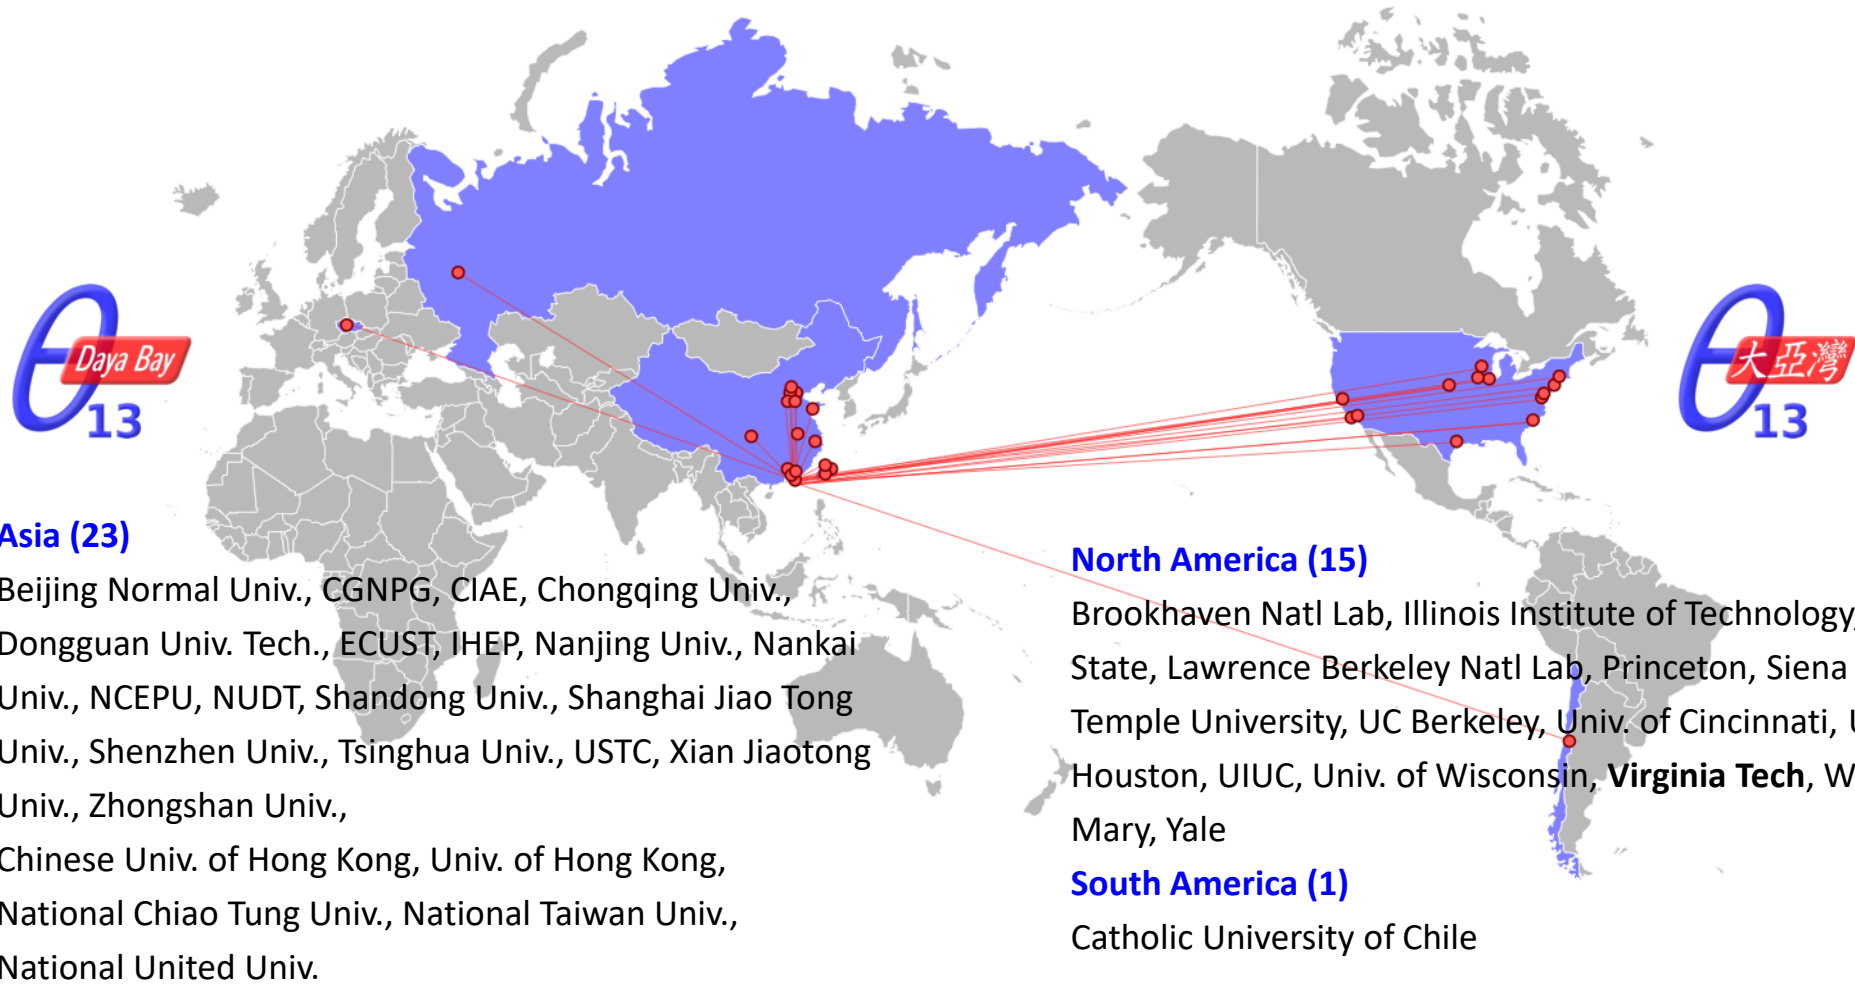 θ
Daya Bay
13
θ
大亞灣
13
Asia (23)
Beijing Normal Univ., CGNPG, CIAE, Chongqing Univ.,
Dongguan Univ. Tech., ECUST, IHEP, Nanjing Univ., Nankai
Univ., NCEPU, NUDT, Shandong Univ., Shanghai Jiao Tong
Univ., Shenzhen Univ., Tsinghua Univ., USTC, Xian Jiaotong
Univ., Zhongshan Univ.,
Chinese Univ. of Hong Kong, Univ. of Hong Kong,
National Chiao Tung Univ., National Taiwan Univ.,
National United Univ.
North America (15)
Brookhaven Natl Lab, Illinois Institute of Technology,
State, Lawrence Berkeley Natl Lab, Princeton, Siena
Temple University, UC Berkeley, Univ. of Cincinnati,
Houston, UIUC, Univ. of Wisconsin, Virginia Tech,
Mary, Yale
South America (1)
Catholic University of Chile